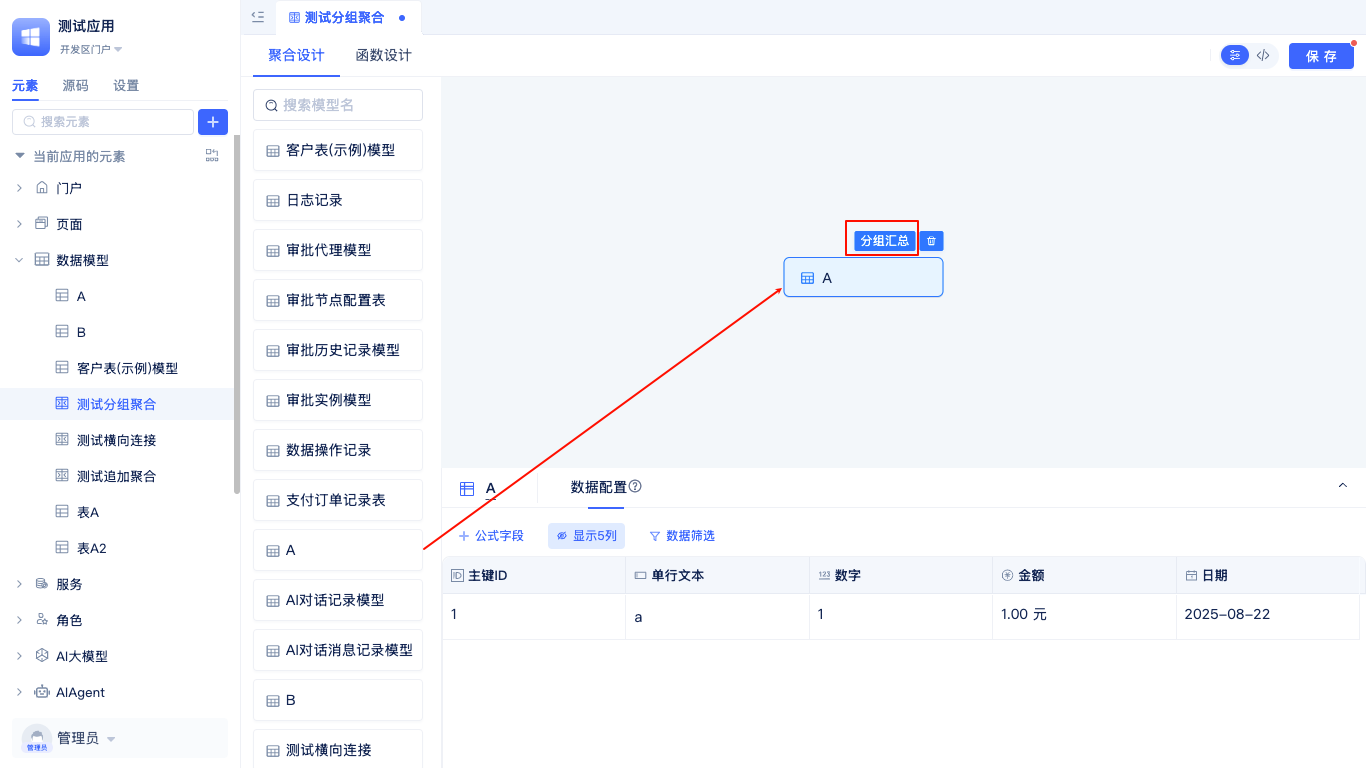 测试应用
开发区门户
元素
源码
设置
搜索元素
当前应用的元素
门户
页面
数据模型
A
B
客户表(示例)模型
测试分组聚合
测试横向连接
测试追加聚合
表A
表A2
服务
角色
AI大模型
AIAgent
管理员
管理员
测试分组聚合
聚合设计
函数设计
保 存
搜索模型名
客户表(示例)模型
日志记录
审批代理模型
审批节点配置表
审批历史记录模型
审批实例模型
数据操作记录
支付订单记录表
A
AI对话记录模型
AI对话消息记录模型
B
测试横向连接
分组汇总
A
A
数据配置
公式字段
显示5列
数据筛选
主键ID
单行文本
123 数字
金额
日期
1
a
1
1.00 元
2025-08-22